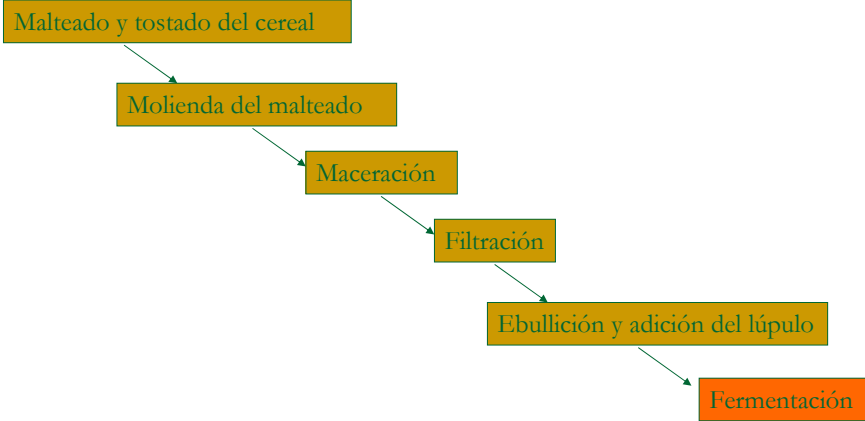 Malteado y tostado del cereal
Molienda del malteado
Maceración
Filtración
Ebullición y adición del lúpulo
Fermentación